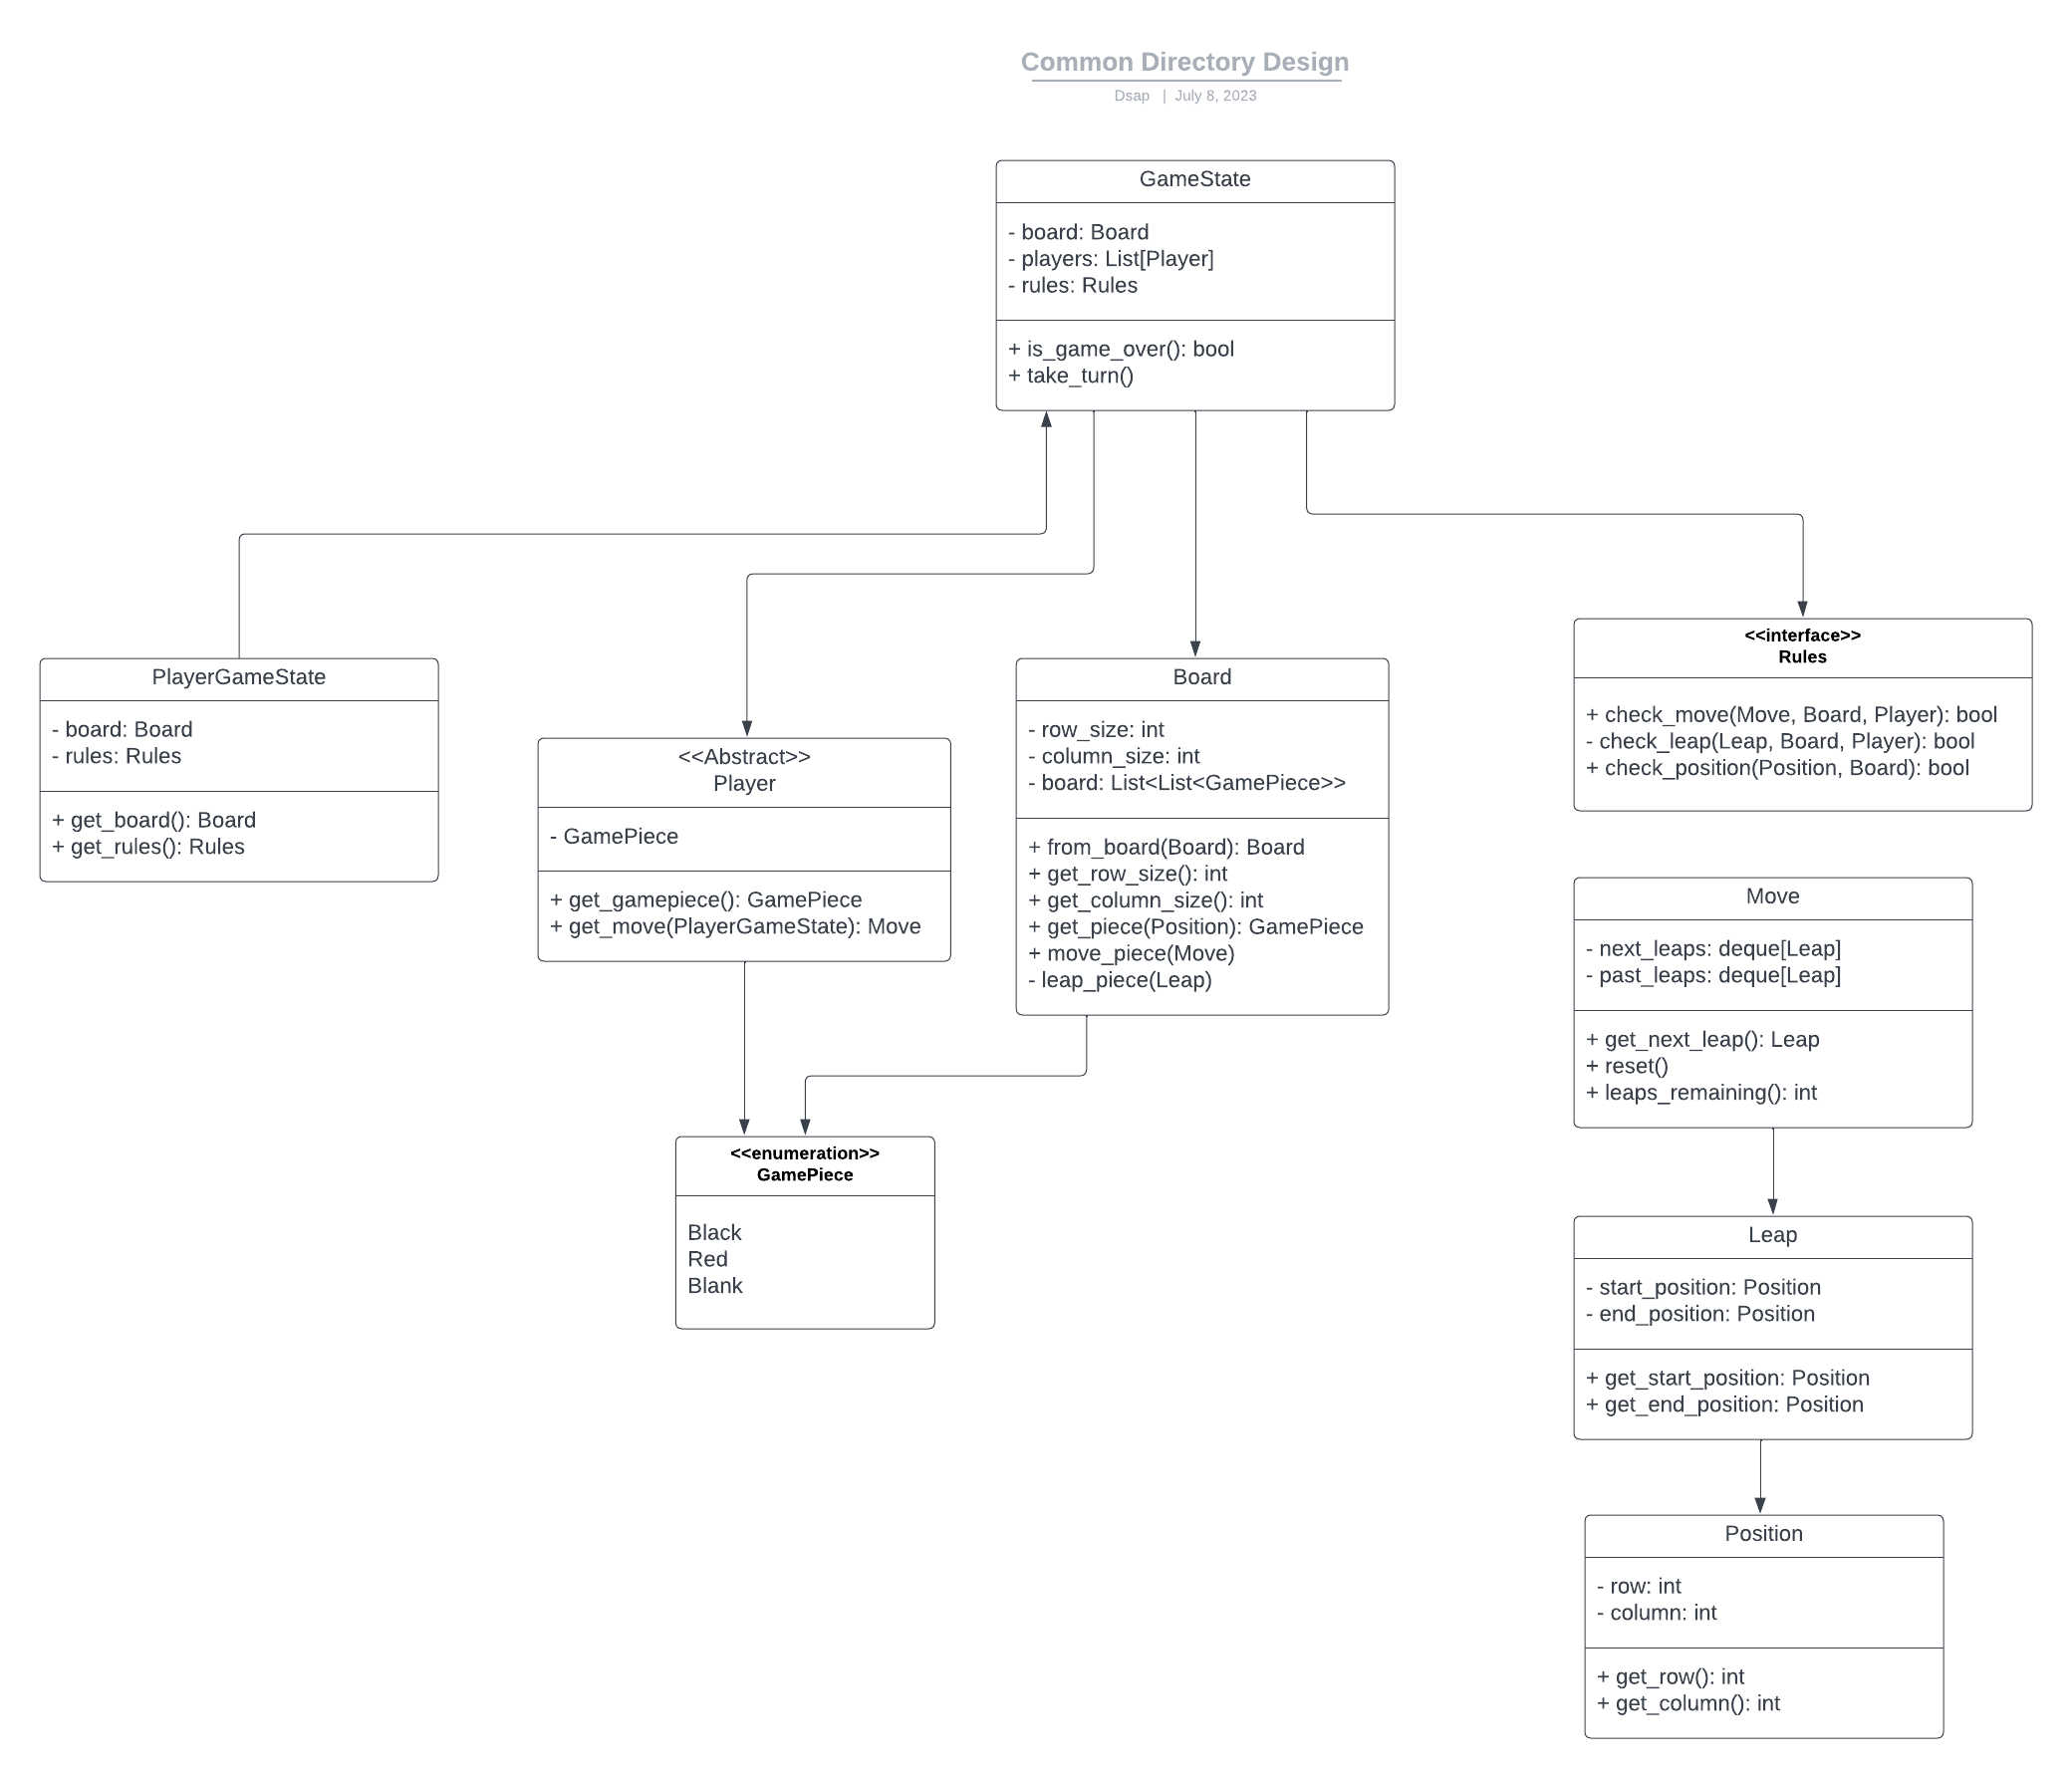 Common Directory Design
Dsap | July 8, 2023
GameState
- board: Board
- players: List[Player]
- rules: Rules
+ is_game_over(): bool
+ take_turn()
PlayerGameState
- board: Board
- rules: Rules
+ get_board(): Board
+ get_rules(): Rules
<<Abstract>>
Player
- GamePiece
+ get_gamepiece(): GamePiece
+ get_move(PlayerGameState): Move
Board
- row_size: int
- column_size: int
- board: List<List<GamePiece>>
+ from_board(Board): Board
+ get_row_size(): int
+ get_column_size(): int
+ get_piece(Position): GamePiece
+ move_piece(Move)
- leap_piece(Leap)
<<interface>>
Rules
+ check_move(Move, Board, Player): bool
- check_leap(Leap, Board, Player): bool
+ check_position(Position, Board): bool
<<enumeration>>
GamePiece
Black
Red
Blank
Move
- next_leaps: deque[Leap]
- past_leaps: deque[Leap]
+ get_next_leap(): Leap
+ reset()
+ leaps_remaining(): int
Leap
- start_position: Position
- end_position: Position
+ get_start_position: Position
+ get_end_position: Position
Position
- row: int
- column: int
+ get_row(): int
+ get_column(): int